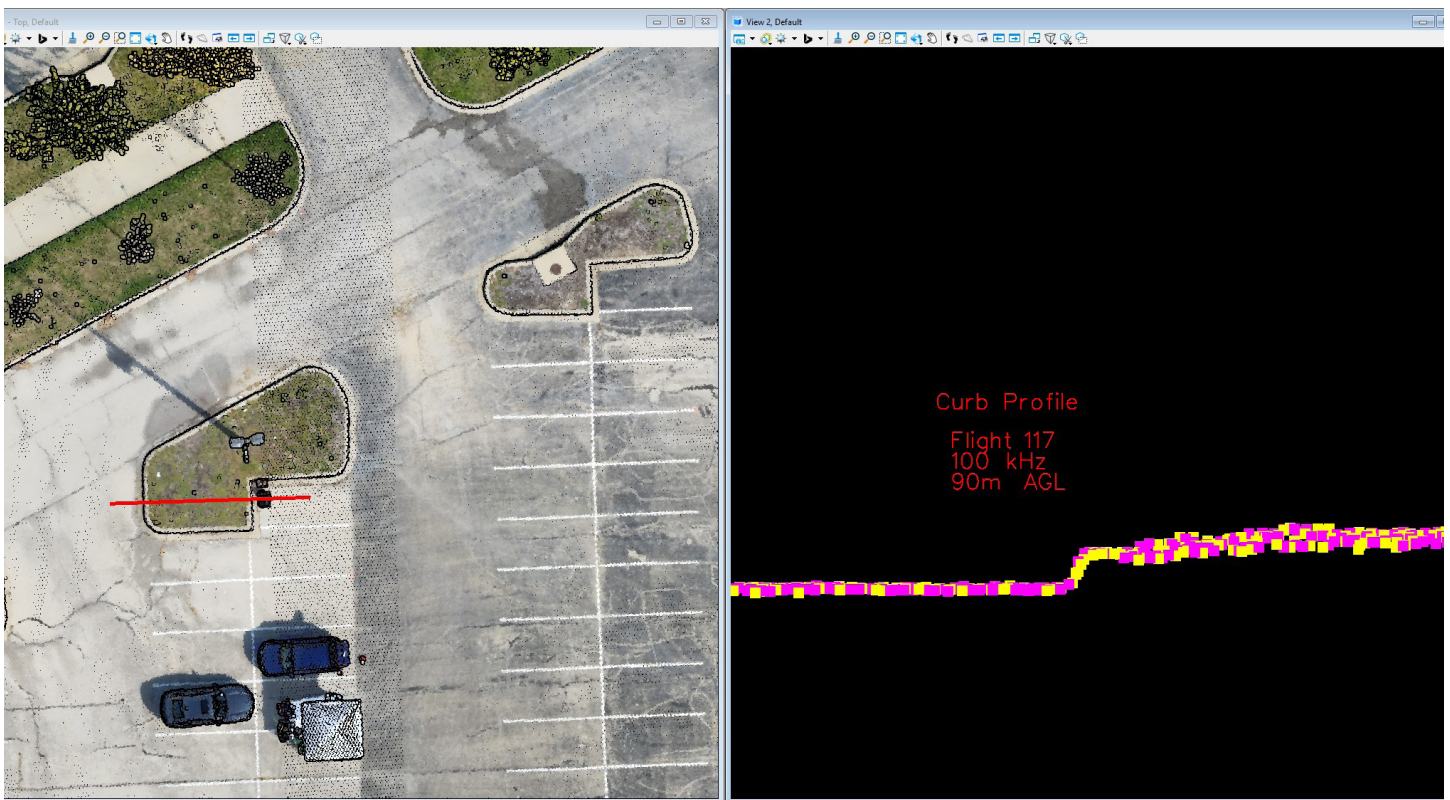 - Top, Default
View 2, Default
Curb Profile
Flight 117
100 kHz
90m AGL